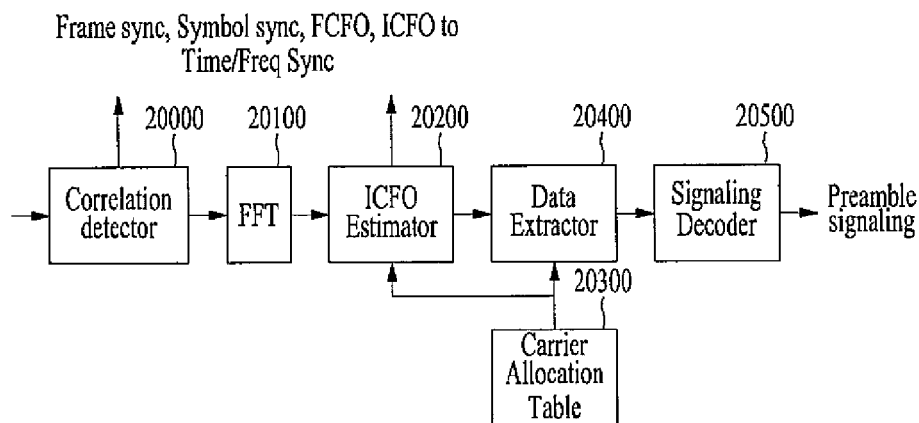 Frame sync, Symbol sync, FCFO, ICFO to
Time/Freq Sync
20000
20100
20200
20400
20500
Correlation
detector
FFT
ICFO
Estimator
Data
Extractor
Signaling
Decoder
Preamble
signaling
20300
Carrier
Allocation
Table